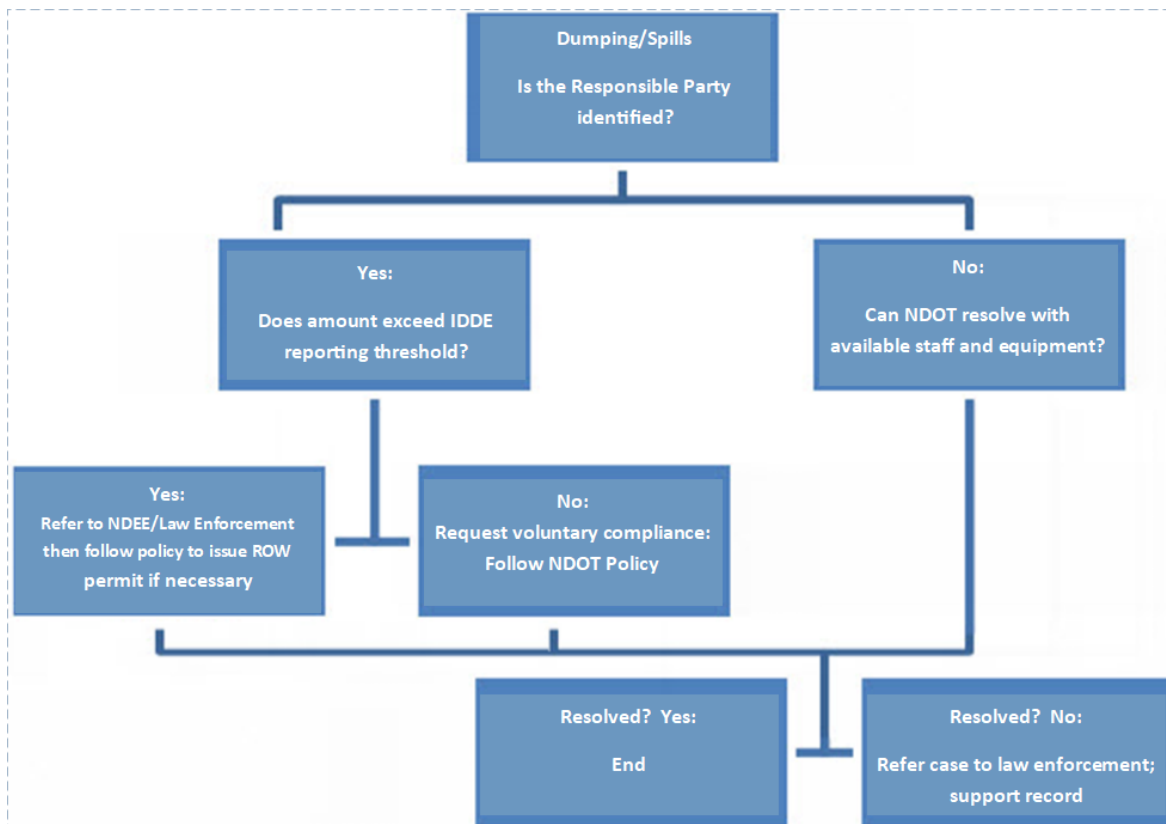 Dumping/Spills
Is the Responsible Party
identified?
Yes:
Does amount exceed IDDE
reporting threshold?
No:
Can NDOT resolve with
available staff and equipment?
Yes:
Refer to NDEE/Law Enforcement
then follow policy to issue ROW
permit if necessary
No:
Request voluntary compliance:
Follow NDOT Policy
Resolved? Yes:
End
Resolved? No:
Refer case to law enforcement;
support record